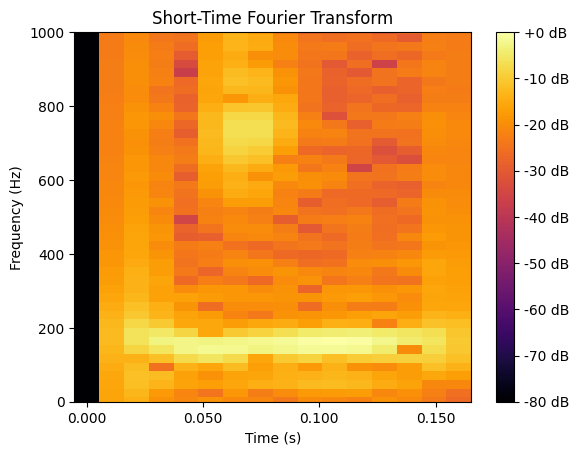 Short-Time Fourier Transform
Frequency (Hz)
1000
800
600
400
200
0
0.000
0.050
0.100
0.150
Time (s)
+0 dB
-10 dB
-20 dB
-30 dB
-40 dB
-50 dB
-60 dB
-70 dB
-80 dB